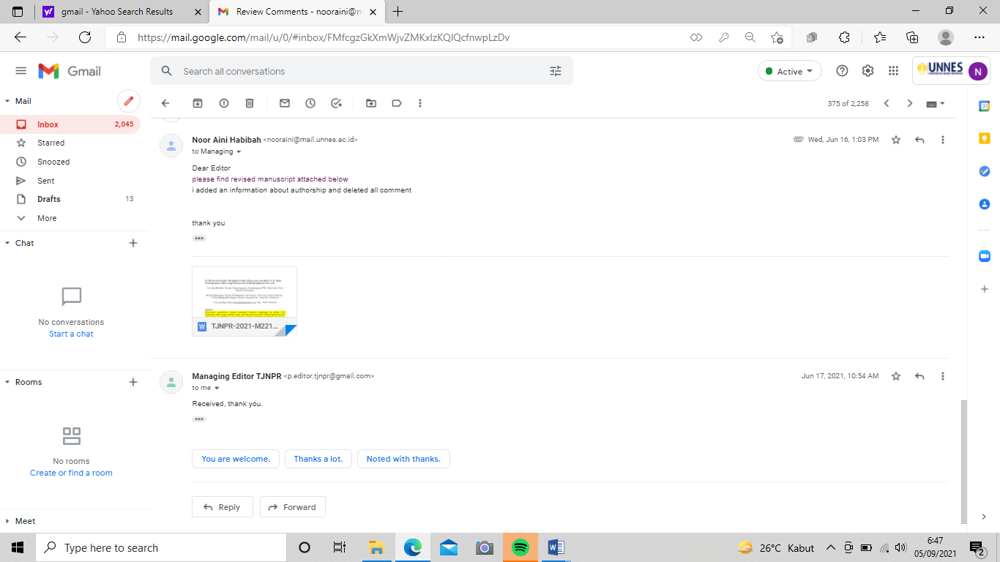 gmail - Yahoo Search Results
Review Comments - nooraini@m
https://mail.google.com/mail/u/0/#inbox/FMfcgzGkXmWjvZMKxlzKQlQcfnwpLzDv
Gmail
Search all conversations
Active
UNNES
N
Mail
375 of 2,258
Inbox 2,045
Starred
Snoozed
Sent
Drafts 13
More
Chat
No conversations
Start a chat
Rooms
No rooms
Create or find a room
Meet
Noor Aini Habibah <nooraini@mail.unnes.ac.id>
Wed, Jun 16, 1:03 PM
to Managing
Dear Editor
please find revised manuscript attached below
i added an information about authorship and deleted all comment
thank you
W TJNPR-2021-M221...
Managing Editor TJNPR <p.editor.tjnpr@gmail.com>
Jun 17, 2021, 10:54 AM
to me
Received, thank you.
You are welcome.
Thanks a lot.
Noted with thanks.
Reply
Forward
Type here to search
26°C Kabut
6:47
05/09/2021
2